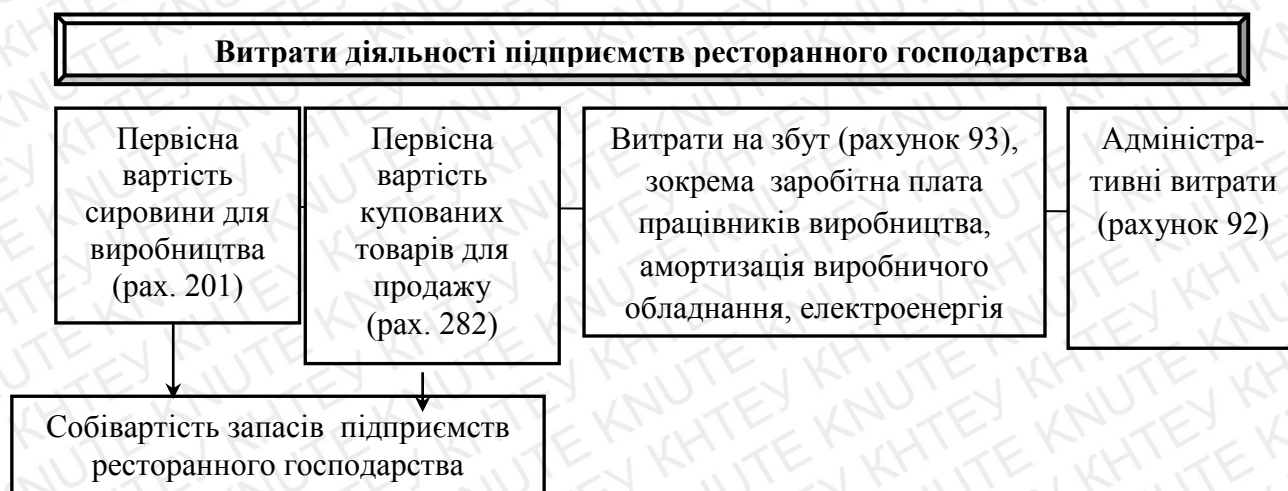 Витрати діяльності підприємств ресторанного господарства
Первісна
вартість
сировини для
виробництва
(рах. 201)
Первісна
вартість
купованих
товарів для
продажу
(рах. 282)
Витрати на збут (рахунок 93),
зокрема заробітна плата
працівників виробництва,
амортизація виробничого
обладнання, електроенергія
Адміністра-
тивні витрати
(рахунок 92)
Собівартість запасів підприємств
ресторанного господарства